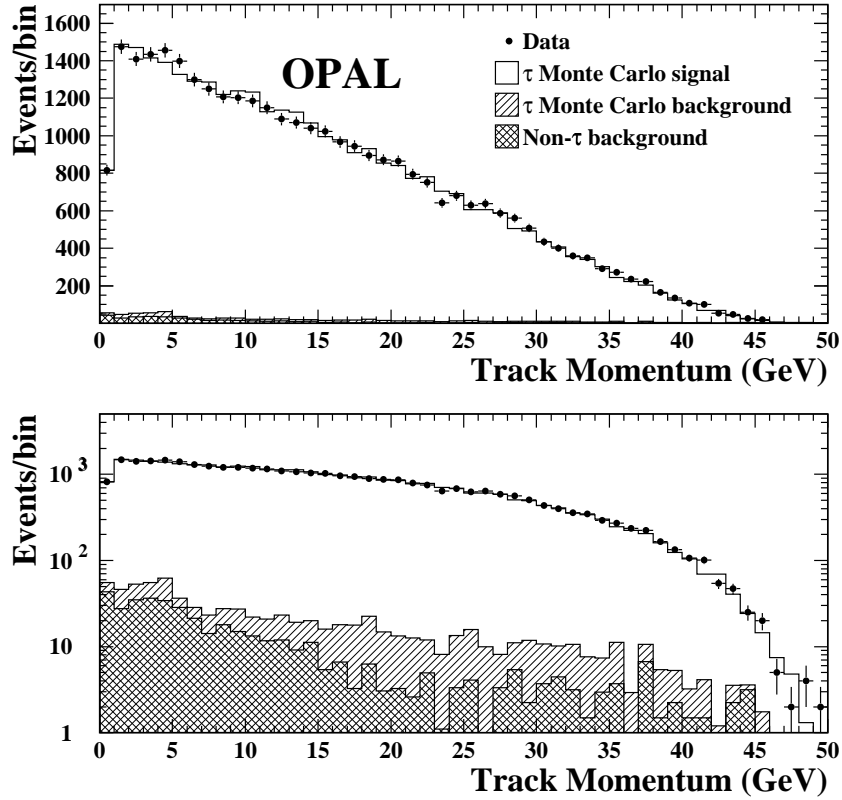 OPAL
Data
τ Monte Carlo signal
τ Monte Carlo background
Non-τ background
Events/bin
1600
1400
1200
1000
800
600
400
200
0 5 10 15 20 25 30 35 40 45 50
Track Momentum (GeV)
Events/bin
10³
10²
10
1
0 5 10 15 20 25 30 35 40 45 50
Track Momentum (GeV)